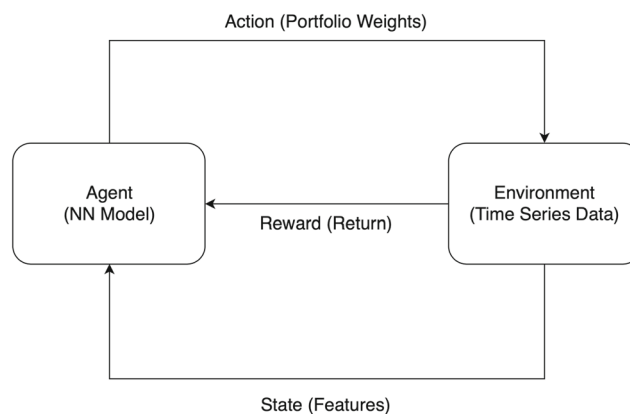 Action (Portfolio Weights)
Agent
(NN Model)
Environment
(Time Series Data)
Reward (Return)
State (Features)